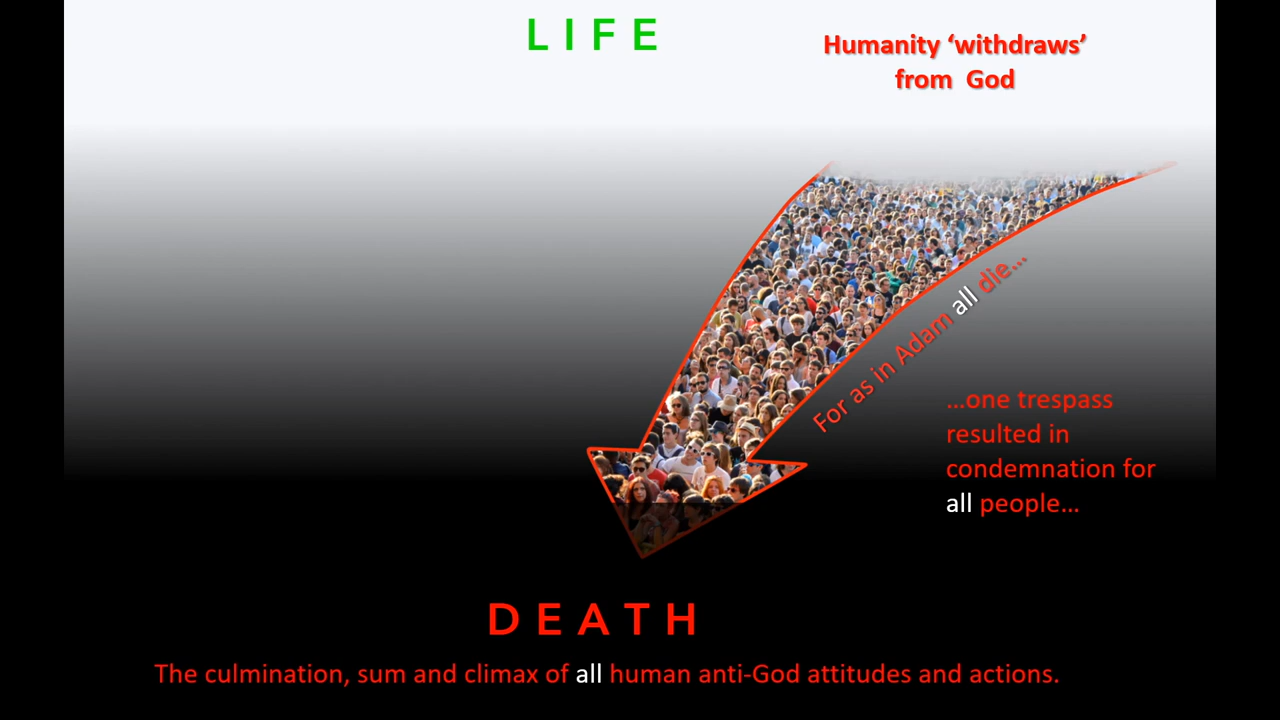 L I F E
Humanity ‘withdraws’
from God
For as in Adam all die...
...one trespass
resulted in
condemnation for
all people...
D E A T H
The culmination, sum and climax of all human anti-God attitudes and actions.